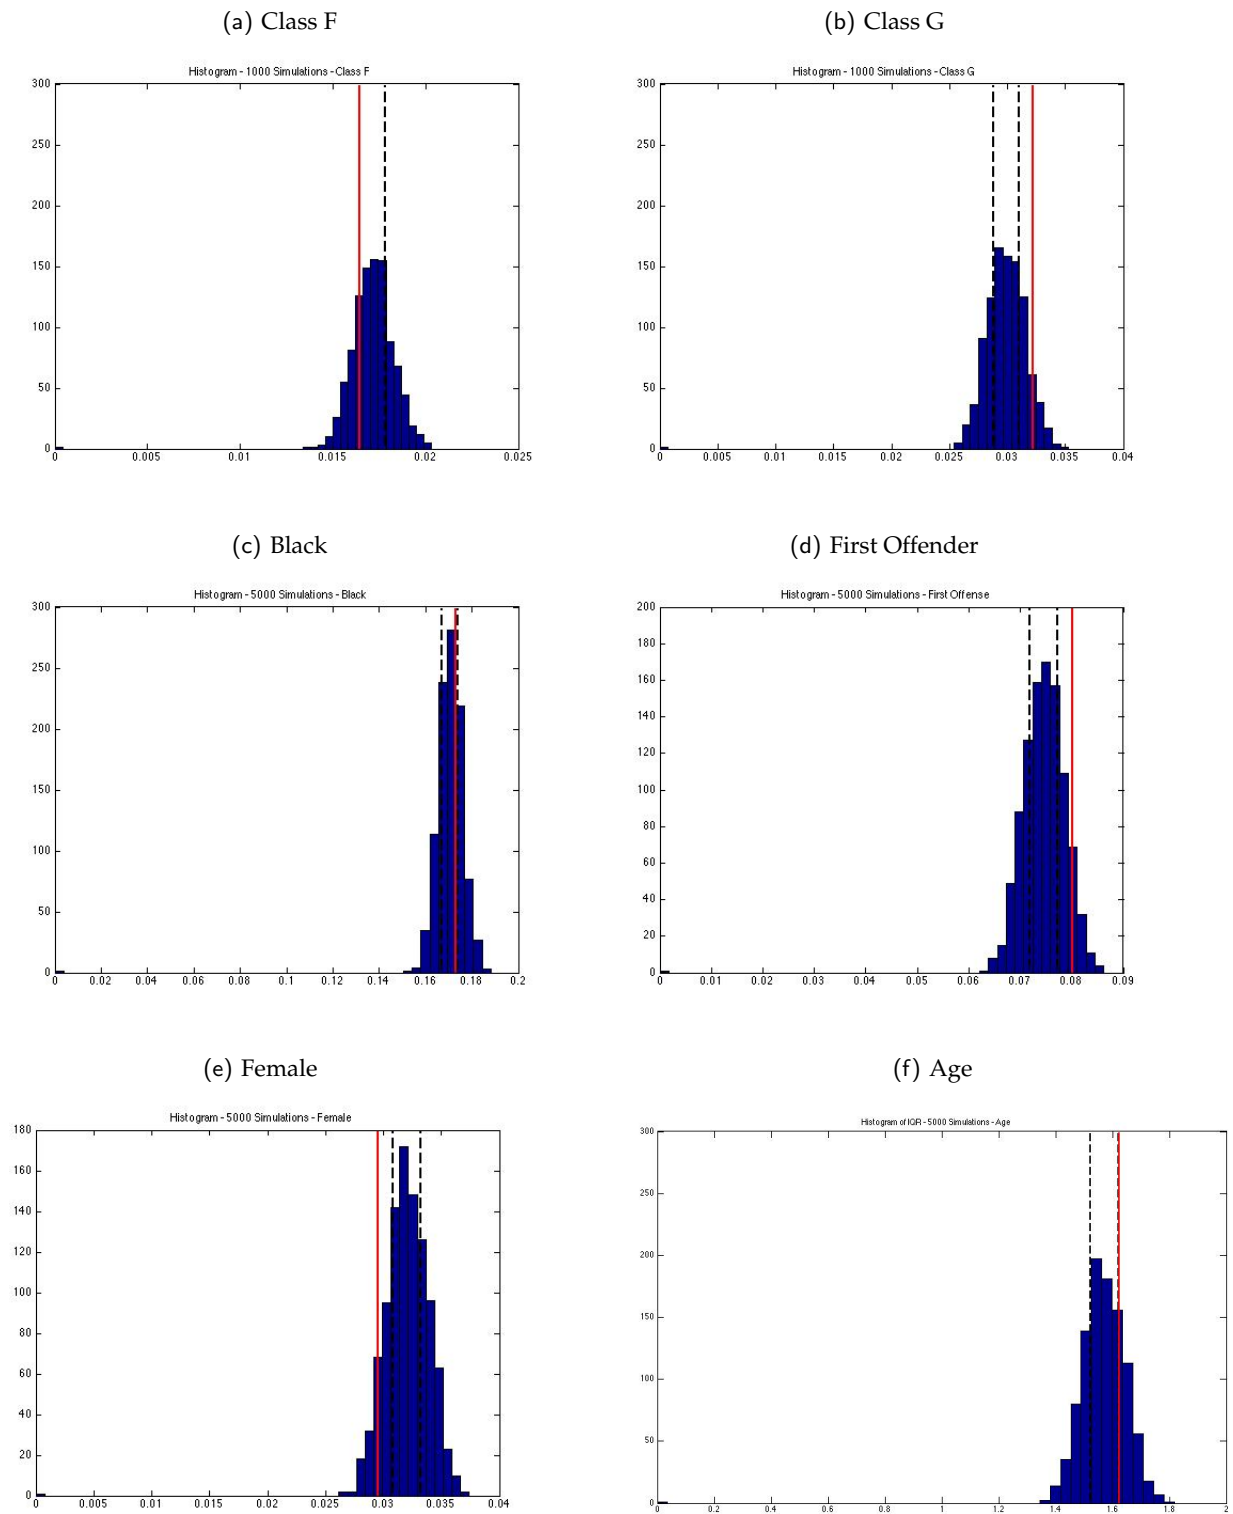 (a) Class F
(b) Class G
Histogram - 1000 Simulations - Class F
300
250
200
150
100
50
0
0 0.005 0.01 0.015 0.02 0.025
Histogram - 1000 Simulations - Class G
300
250
200
150
100
50
0
0 0.005 0.01 0.015 0.02 0.025 0.03 0.035 0.04
(c) Black
(d) First Offender
Histogram - 5000 Simulations - Black
300
250
200
150
100
50
0
0 0.02 0.04 0.06 0.08 0.1 0.12 0.14 0.16 0.18 0.2
Histogram - 5000 Simulations - First Offense
200
180
160
140
120
100
80
60
40
20
0
0 0.01 0.02 0.03 0.04 0.05 0.06 0.07 0.08 0.09
(e) Female
(f) Age
Histogram - 5000 Simulations - Female
180
160
140
120
100
80
60
40
20
0
0 0.005 0.01 0.015 0.02 0.025 0.03 0.035 0.04
Histogram of IQR - 5000 Simulations - Age
300
250
200
150
100
50
0
0 0.2 0.4 0.6 0.8 1 1.2 1.4 1.6 1.8 2